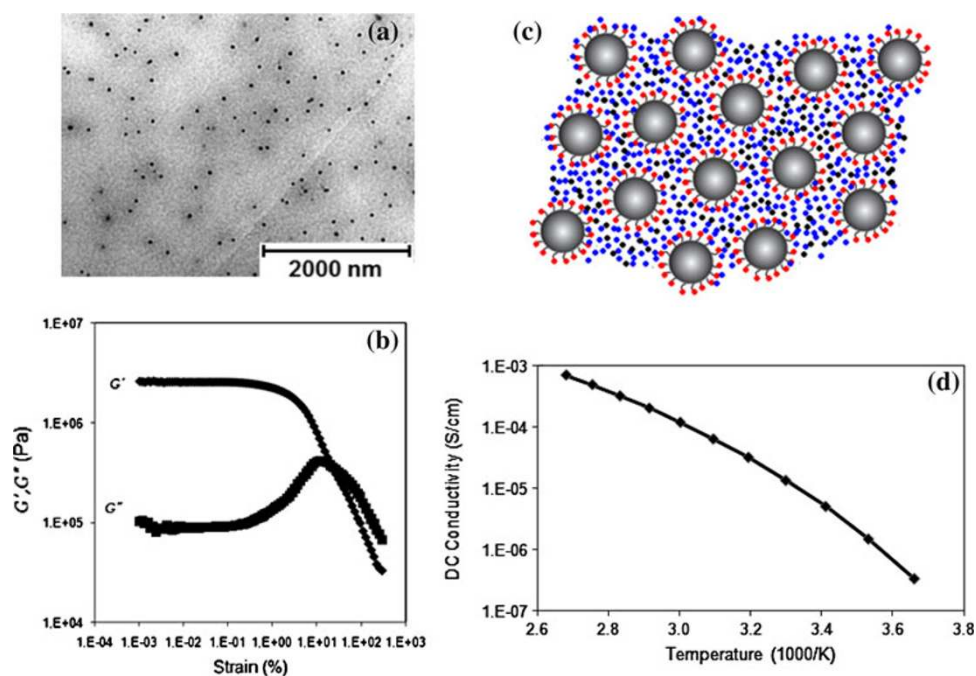 (a)
2000 nm
(c)
(b)
G', G" (Pa)
1.E+07
1.E+06
1.E+05
1.E+04
G'
G"
1.E-04 1.E-03 1.E-02 1.E-01 1.E+00 1.E+01 1.E+02 1.E+03
Strain (%)
(d)
DC Conductivity (S/cm)
1.E-03
1.E-04
1.E-05
1.E-06
1.E-07
2.6 2.8 3.0 3.2 3.4 3.6 3.8
Temperature (1000/K)